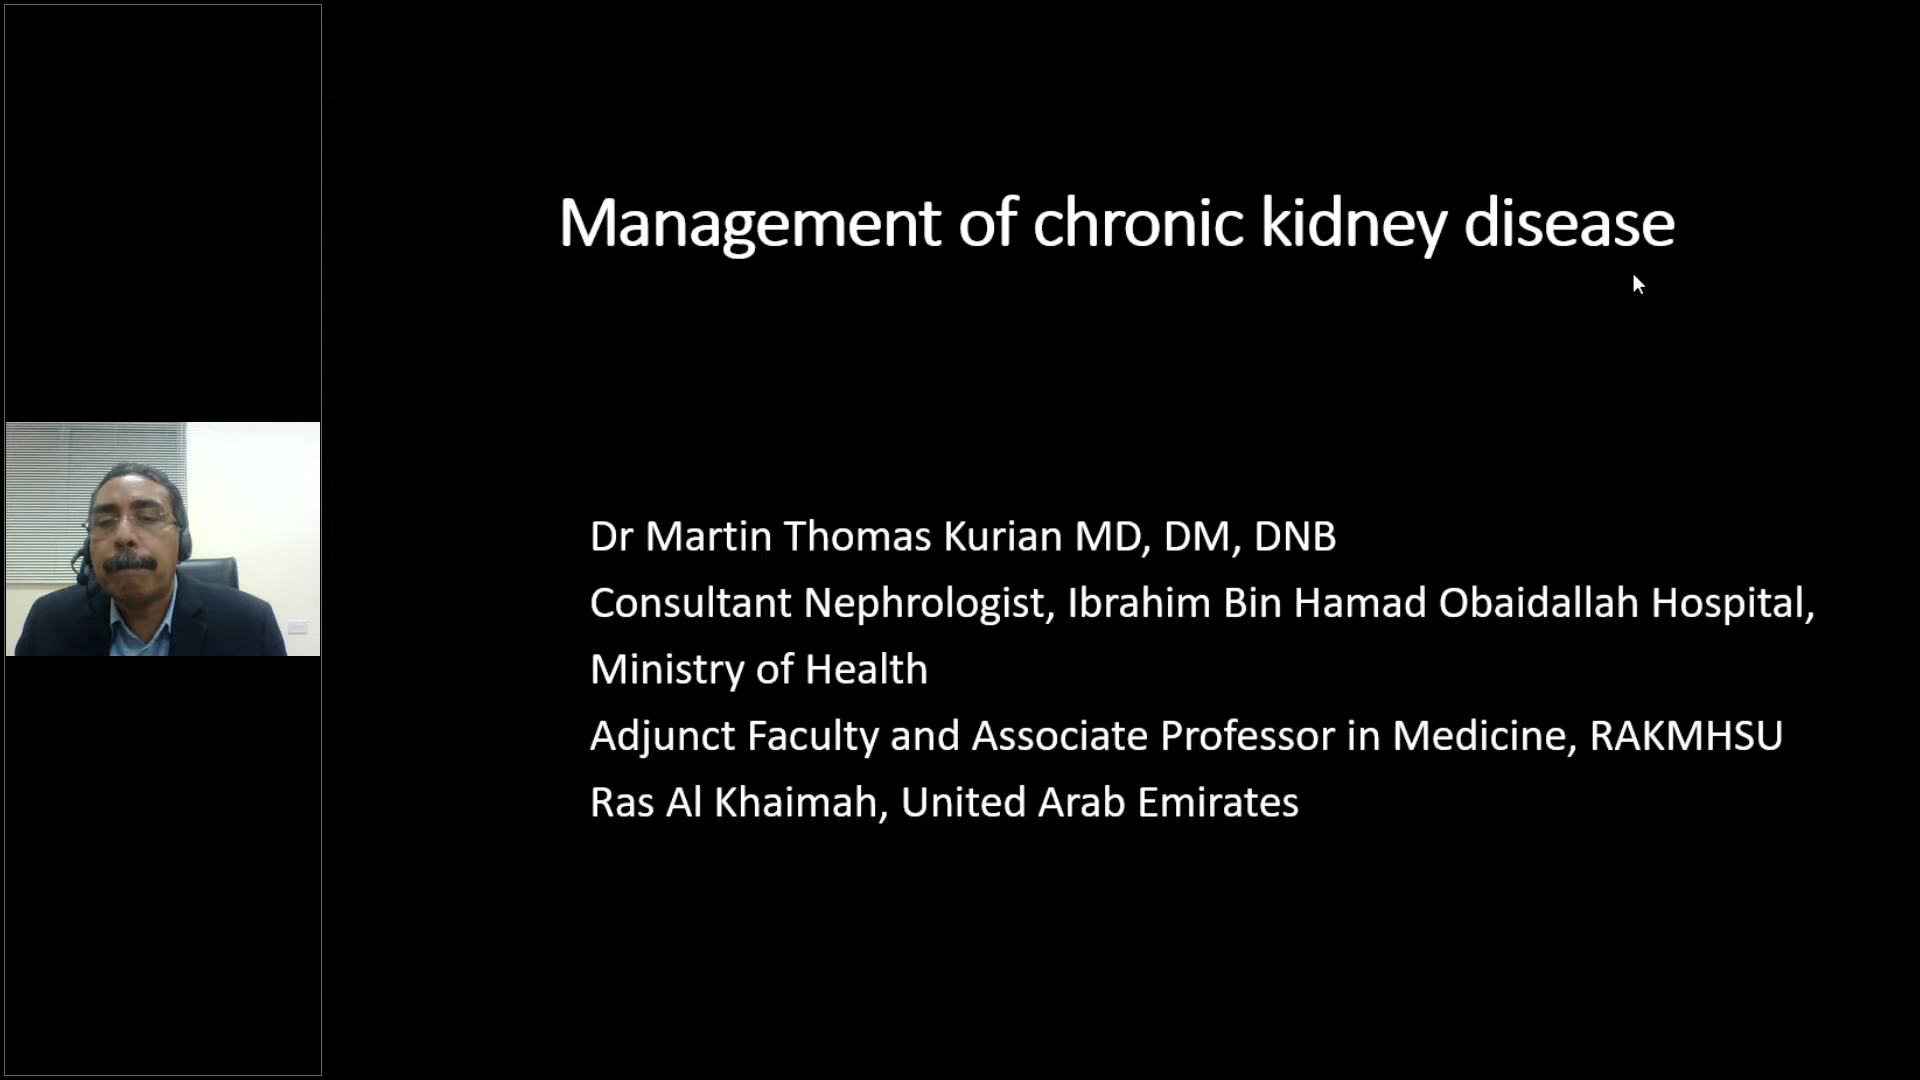 Management of chronic kidney disease
Dr Martin Thomas Kurian MD, DM, DNB
Consultant Nephrologist, Ibrahim Bin Hamad Obaidallah Hospital,
Ministry of Health
Adjunct Faculty and Associate Professor in Medicine, RAKMHSU
Ras Al Khaimah, United Arab Emirates